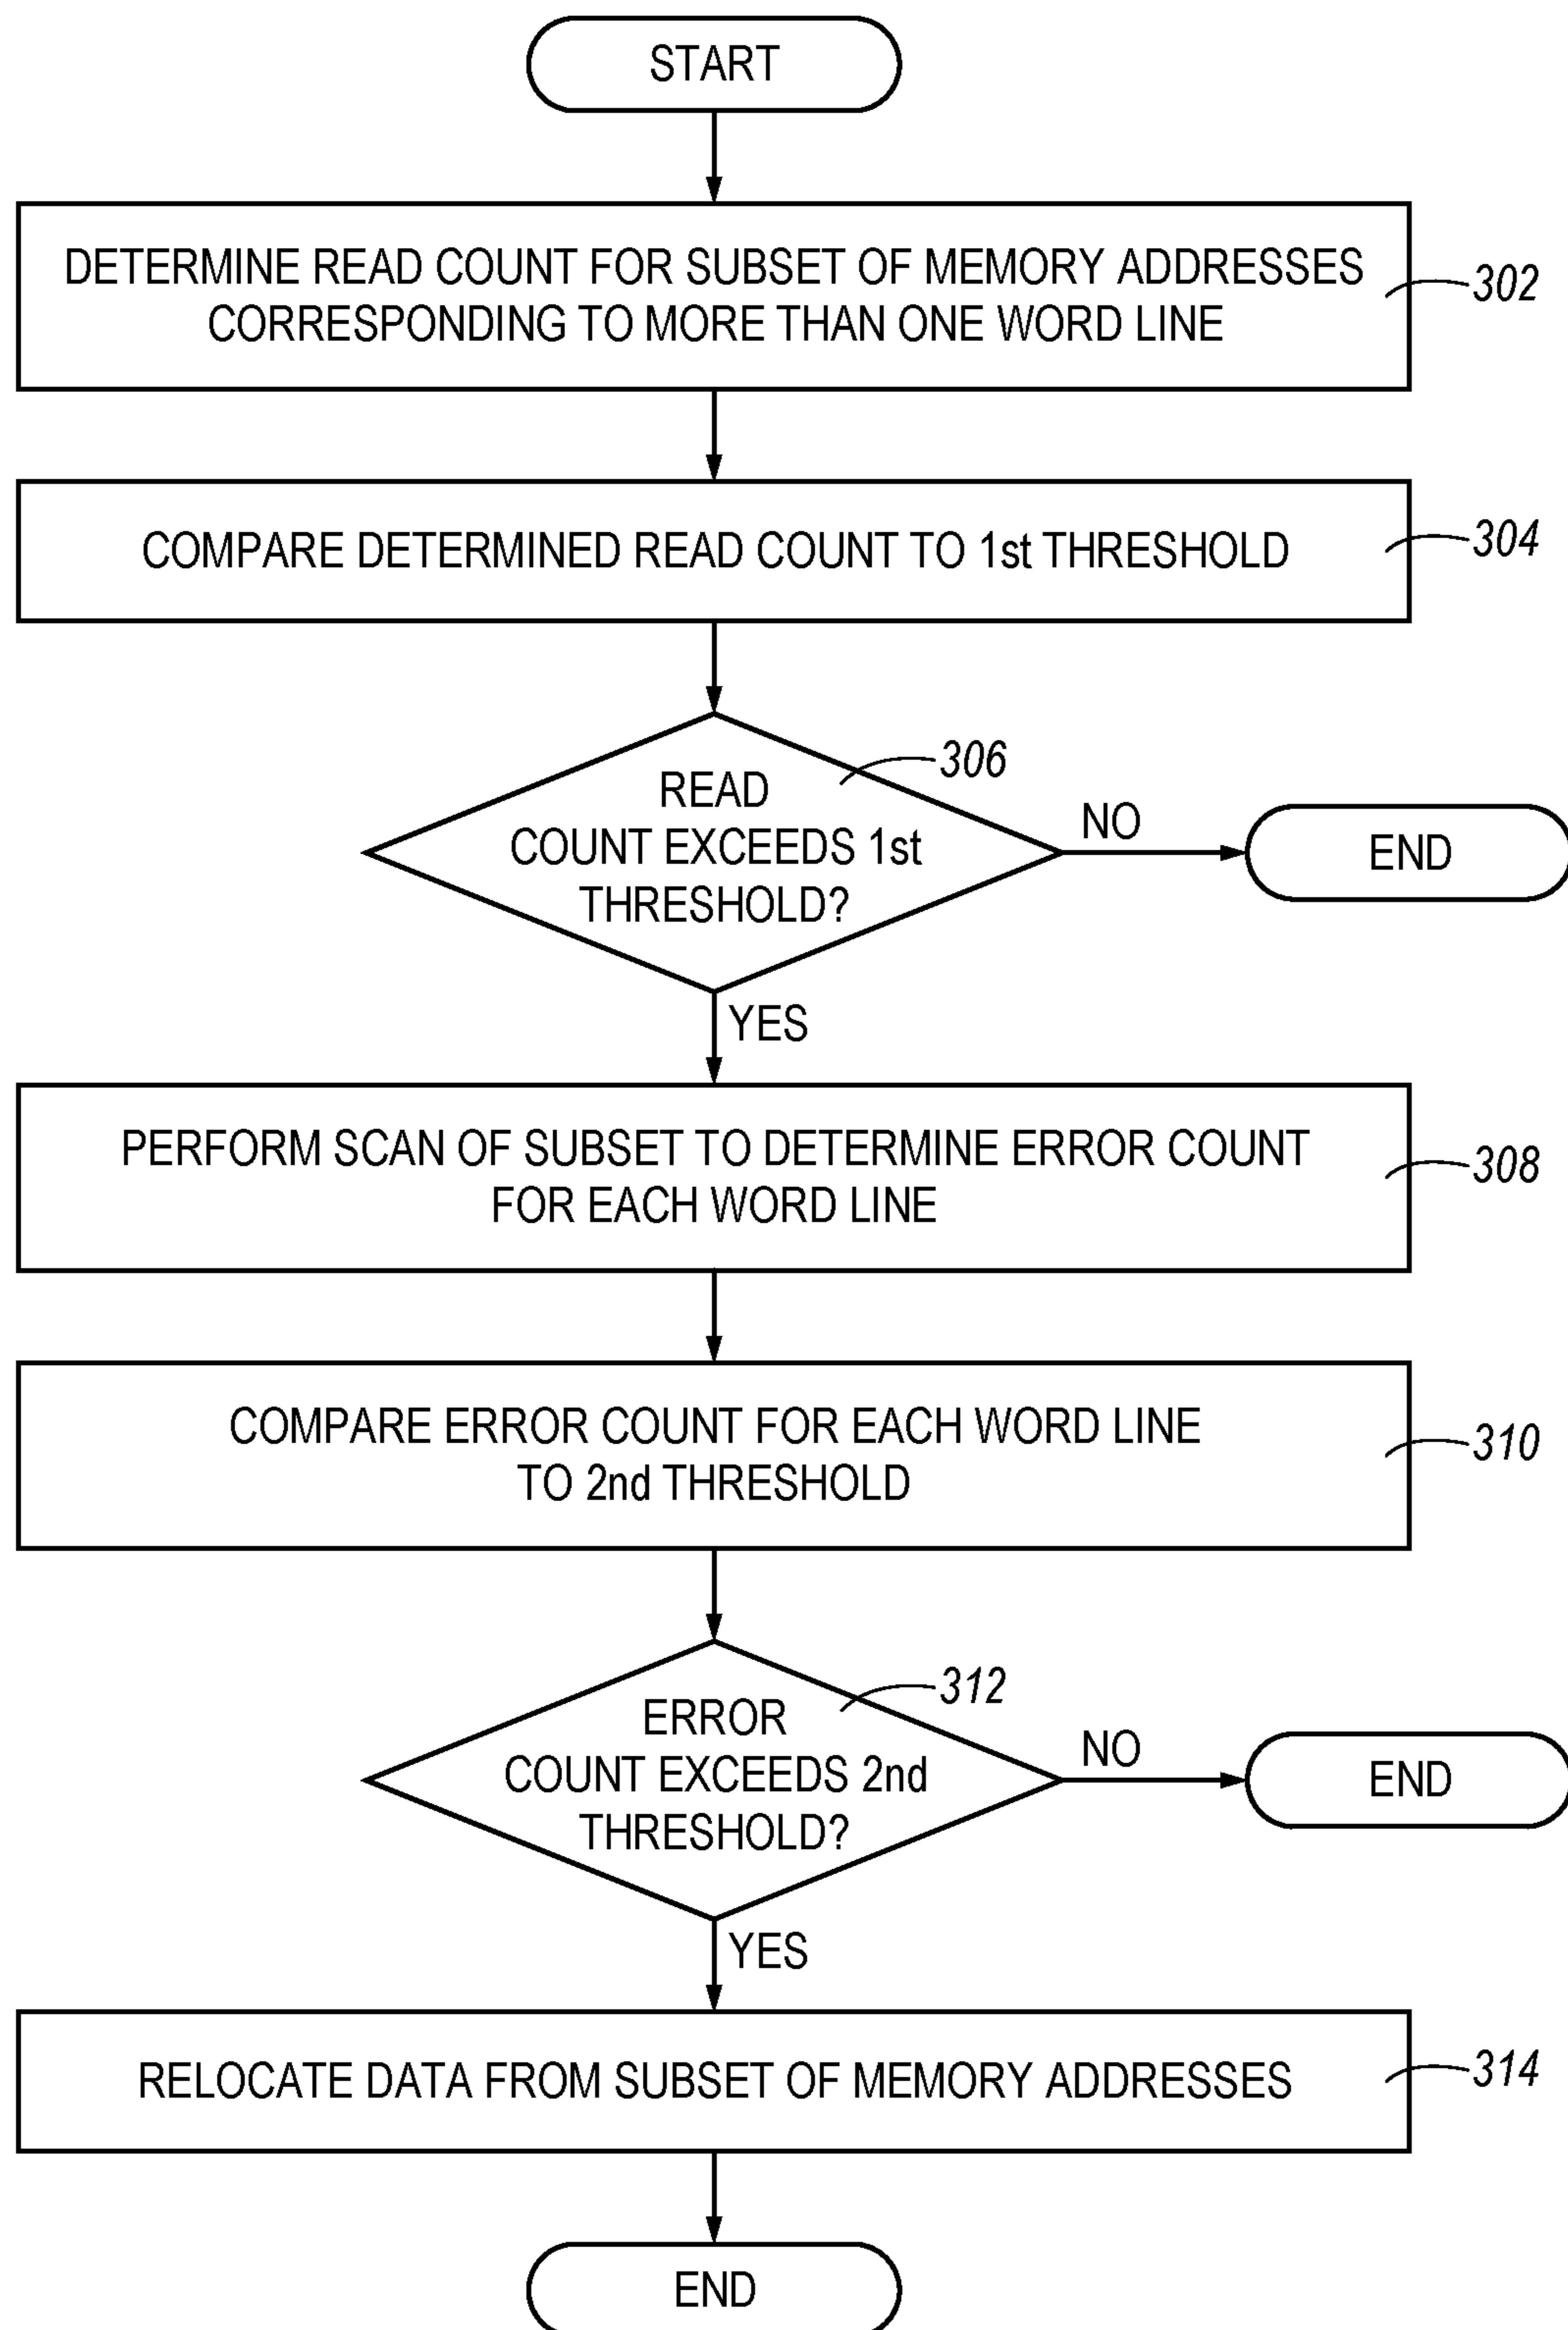 START
DETERMINE READ COUNT FOR SUBSET OF MEMORY ADDRESSES
CORRESPONDING TO MORE THAN ONE WORD LINE
302
COMPARE DETERMINED READ COUNT TO 1st THRESHOLD
304
306
READ
COUNT EXCEEDS 1st
THRESHOLD?
NO
END
YES
PERFORM SCAN OF SUBSET TO DETERMINE ERROR COUNT
FOR EACH WORD LINE
308
COMPARE ERROR COUNT FOR EACH WORD LINE
TO 2nd THRESHOLD
310
312
ERROR
COUNT EXCEEDS 2nd
THRESHOLD?
NO
END
YES
RELOCATE DATA FROM SUBSET OF MEMORY ADDRESSES
314
END